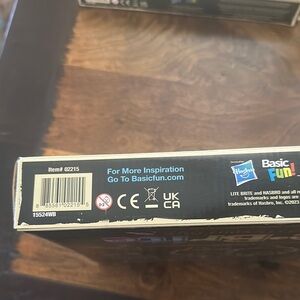 Item# 02215
15524WB
For More Inspiration
Go To Basicfun.com
CE
UK
CA
Hasbro
Basic
Fun!
LITE BRITE and HASBRO and all
trademarks and logos are
trademarks of Hasbro, Inc. ©2023